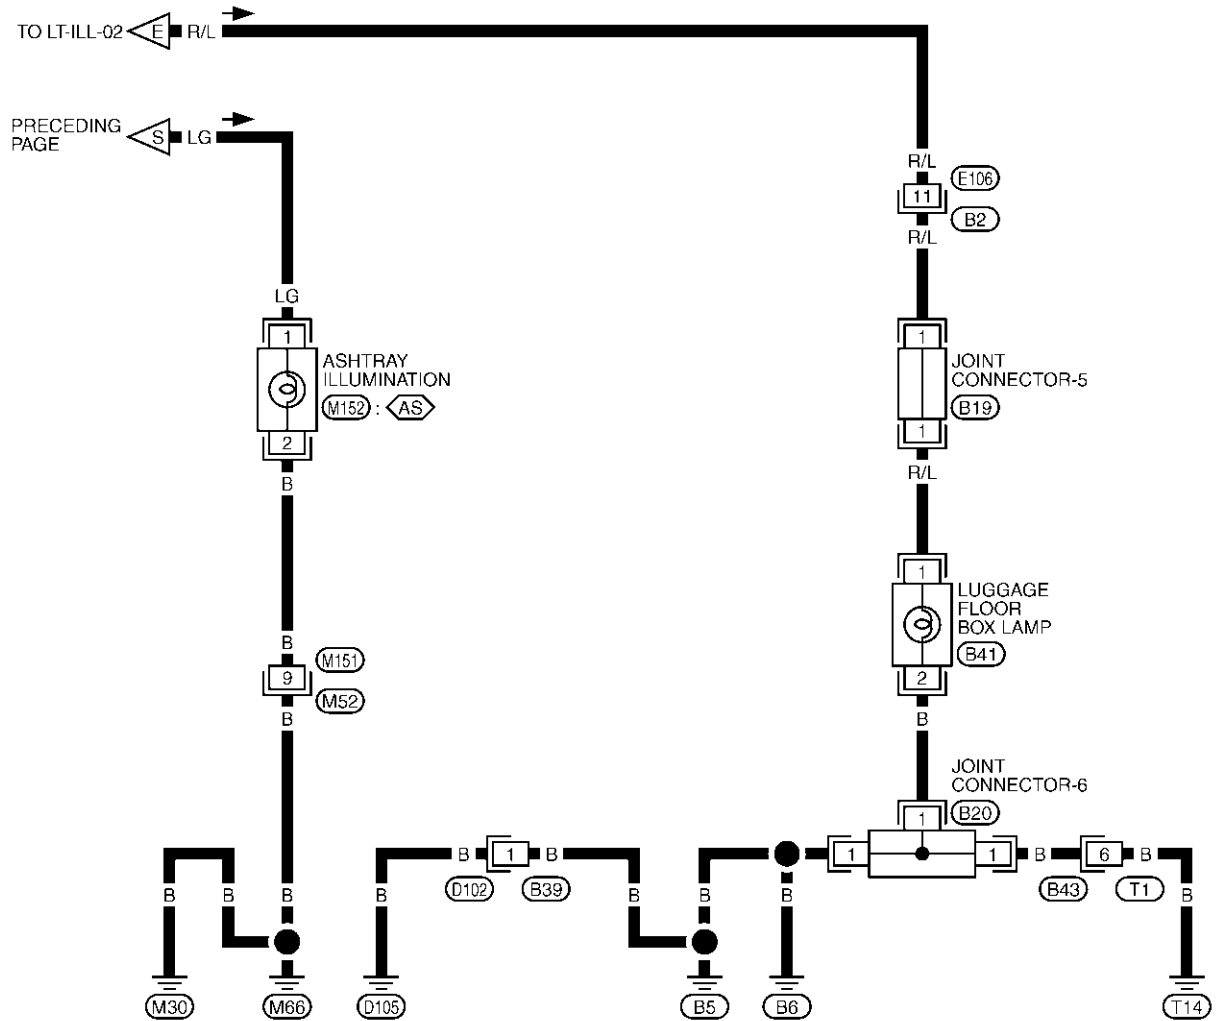 TO LT-ILL-02 E R/L
PRECEDING
PAGE
S LG
R/L
E106
11
B2
R/L
LG
1
ASHTRAY
ILLUMINATION
M152 : AS
2
B
1
JOINT
CONNECTOR-5
B19
1
R/L
1
LUGGAGE
FLOOR
BOX LAMP
B41
2
B
B
M151
9
M52
B
JOINT
CONNECTOR-6
B20
1
B 1 B
1 1 B 6 B
D102 B39 B43 T1
B B B B B B B B
M30 M66 D105 B5 B6 T14